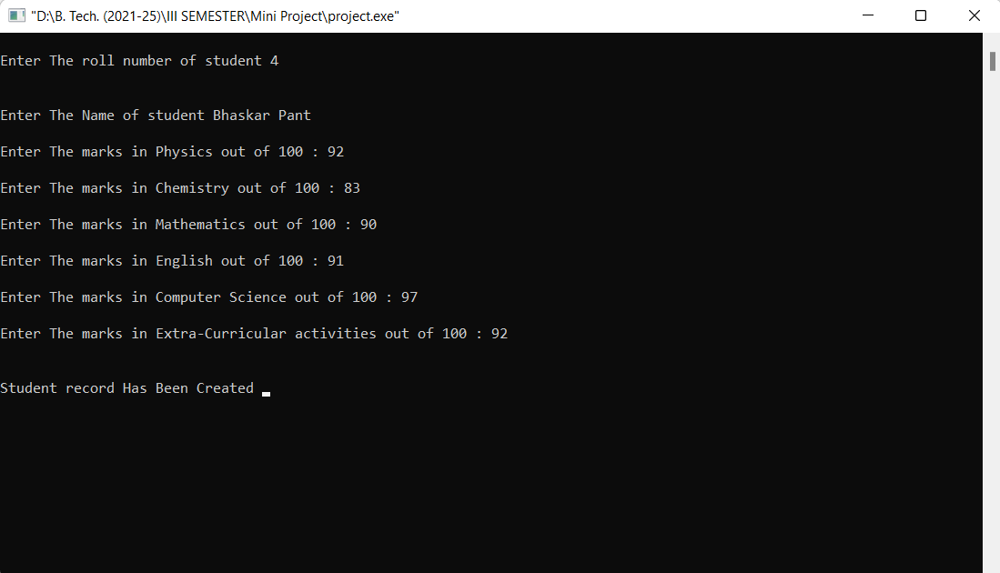 "D:\B. Tech. (2021-25)\III SEMESTER\Mini Project\project.exe"
Enter The roll number of student 4
Enter The Name of student Bhaskar Pant
Enter The marks in Physics out of 100 : 92
Enter The marks in Chemistry out of 100 : 83
Enter The marks in Mathematics out of 100 : 90
Enter The marks in English out of 100 : 91
Enter The marks in Computer Science out of 100 : 97
Enter The marks in Extra-Curricular activities out of 100 : 92
Student record Has Been Created